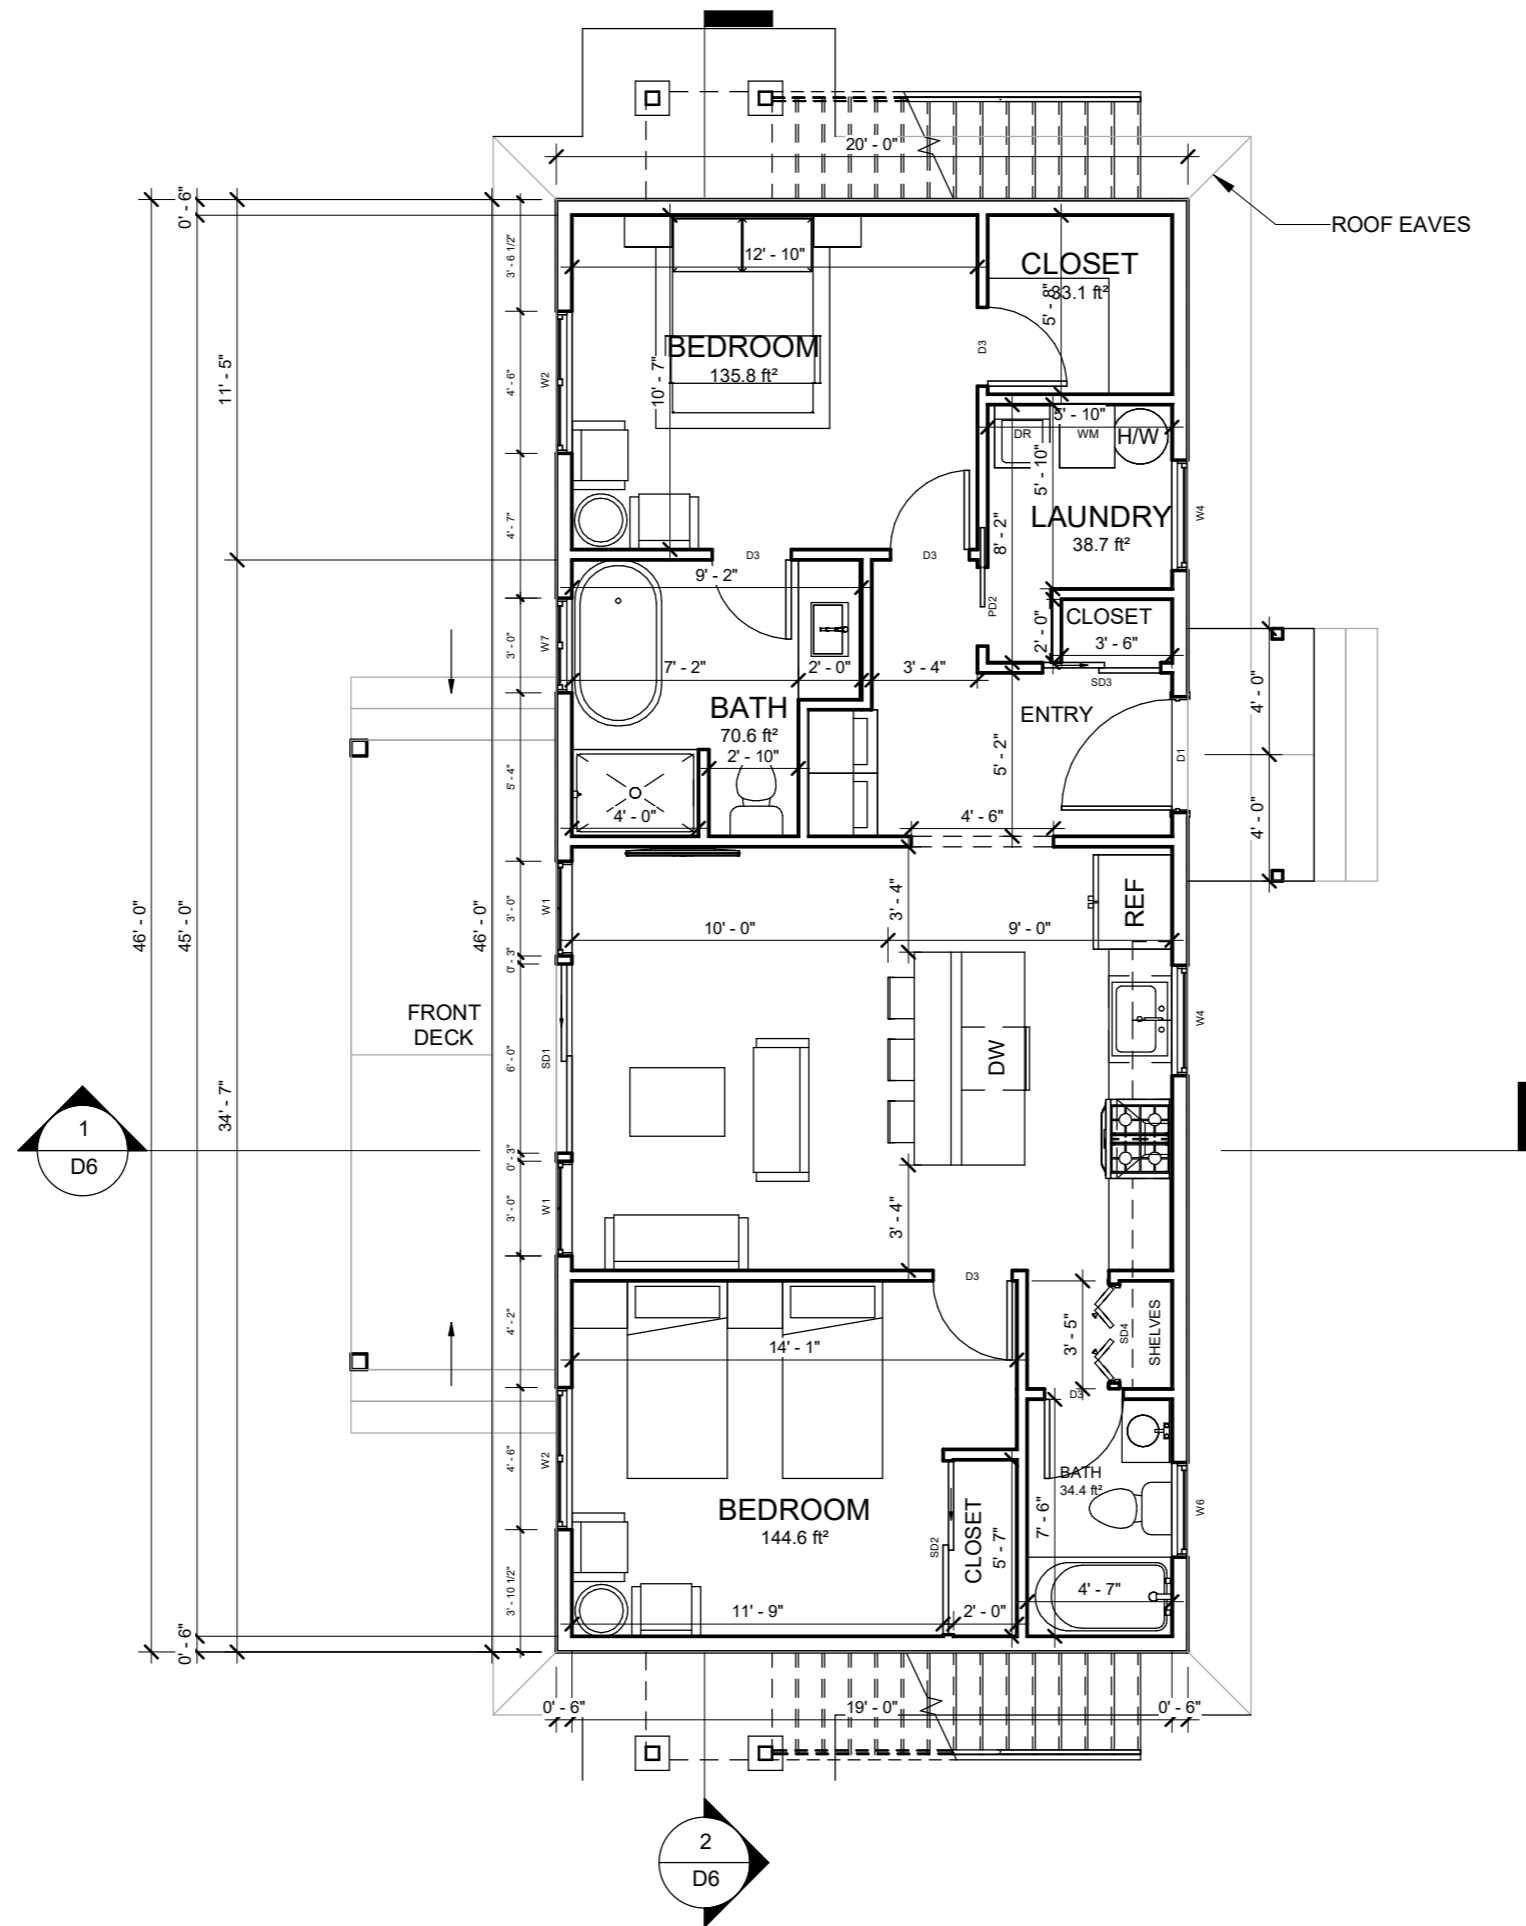 20' - 0"
ROOF EAVES
0' - 6"
3' - 6 1/2"
12' - 10"
CLOSET
33.1 ft²
5' - 8"
BEDROOM
135.8 ft²
10' - 7"
D3
W2
4' - 6"
11' - 5"
5' - 10"
DR
WM
H/W
5' - 10"
LAUNDRY
38.7 ft²
8' - 2"
W4
4' - 7"
D3
D3
9' - 2"
PD2
CLOSET
3' - 6"
2' - 0"
3' - 0"
W7
7' - 2"
2' - 0"
3' - 4"
SD3
BATH
70.6 ft²
2' - 10"
ENTRY
4' - 0"
5' - 2"
D1
5' - 4"
4' - 0"
4' - 6"
4' - 0"
46' - 0"
45' - 0"
46' - 0"
3' - 0"
W1
3' - 4"
REF
10' - 0"
9' - 0"
0' - 3"
FRONT
DECK
6' - 0"
SD1
DW
W4
34' - 7"
1
D6
0' - 3"
3' - 0"
W1
3' - 4"
D3
4' - 2"
14' - 1"
3' - 5"
SD4
SHELVES
D3
4' - 6"
W2
BEDROOM
144.6 ft²
BATH
34.4 ft²
W6
SD2
CLOSET
5' - 7"
7' - 6"
3' - 10 1/2"
11' - 9"
2' - 0"
4' - 7"
0' - 6"
0' - 6"
19' - 0"
0' - 6"
2
D6